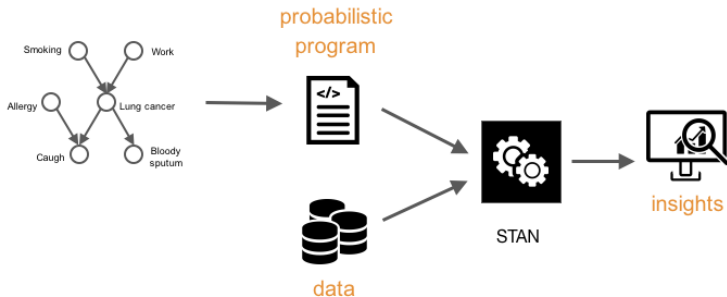 probabilistic
program
Smoking
Work
</>
Allergy
Lung cancer
Caugh
Bloody
sputum
STAN
insights
data